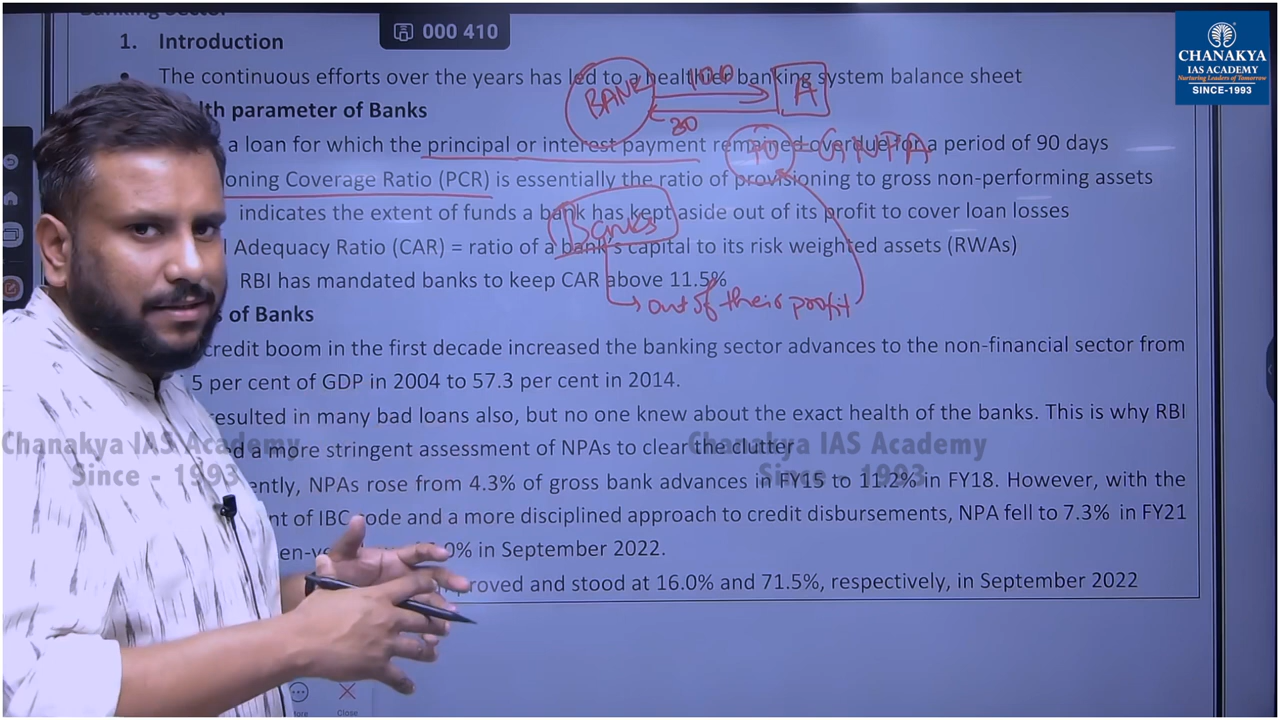 Banking Sector
000 410
CHANAKYA
IAS ACADEMY
Nurturing Leaders of Tomorrow
SINCE-1993
1. Introduction
The continuous efforts over the years has led to a healthier banking system balance sheet
BANK 100 A
80
lth parameter of Banks
a loan for which the principal or interest payment remained overdue for a period of 90 days
GNPA
oning Coverage Ratio (PCR) is essentially the ratio of provisioning to gross non-performing assets
indicates the extent of funds a bank has kept aside out of its profit to cover loan losses
Banks
l Adequacy Ratio (CAR) = ratio of a bank's capital to its risk weighted assets (RWAs)
RBI has mandated banks to keep CAR above 11.5%
out of their profit
s of Banks
credit boom in the first decade increased the banking sector advances to the non-financial sector from
.5 per cent of GDP in 2004 to 57.3 per cent in 2014.
resulted in many bad loans also, but no one knew about the exact health of the banks. This is why RBI
d a more stringent assessment of NPAs to clear the clutter
Chanakya IAS Academy
Since - 1993
Chanakya IAS Academy
Since - 1993
ently, NPAs rose from 4.3% of gross bank advances in FY15 to 11.2% in FY18. However, with the
nt of IBC code and a more disciplined approach to credit disbursements, NPA fell to 7.3% in FY21
.0% in September 2022.
proved and stood at 16.0% and 71.5%, respectively, in September 2022
ore
Close